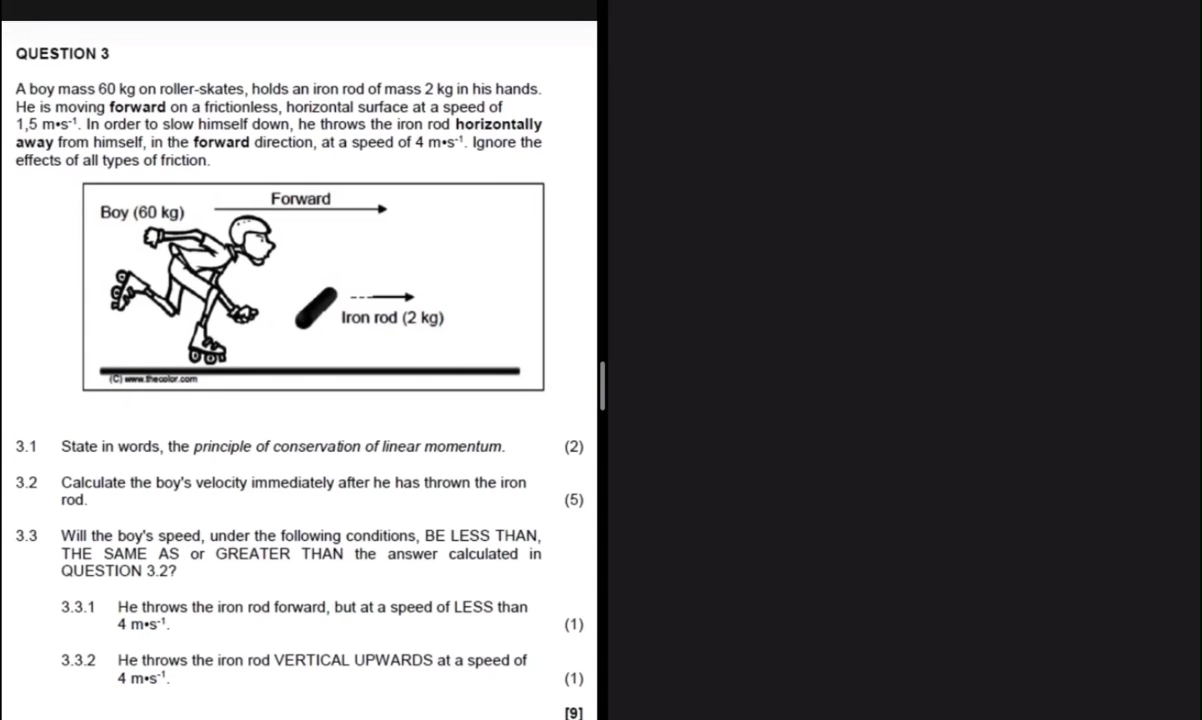 QUESTION 3
A boy mass 60 kg on roller-skates, holds an iron rod of mass 2 kg in his hands.
He is moving forward on a frictionless, horizontal surface at a speed of
1,5 m•s⁻¹. In order to slow himself down, he throws the iron rod horizontally
away from himself, in the forward direction, at a speed of 4 m•s⁻¹. Ignore the
effects of all types of friction.
Forward
Boy (60 kg)
Iron rod (2 kg)
(C) www.thecolor.com
3.1 State in words, the principle of conservation of linear momentum. (2)
3.2 Calculate the boy's velocity immediately after he has thrown the iron
rod. (5)
3.3 Will the boy's speed, under the following conditions, BE LESS THAN,
THE SAME AS or GREATER THAN the answer calculated in
QUESTION 3.2?
3.3.1 He throws the iron rod forward, but at a speed of LESS than
4 m•s⁻¹. (1)
3.3.2 He throws the iron rod VERTICAL UPWARDS at a speed of
4 m•s⁻¹. (1)
[9]